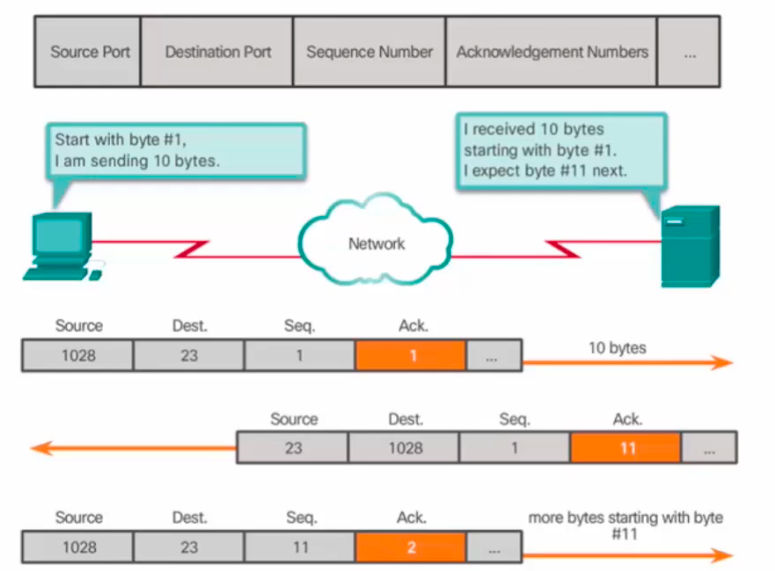 Source Port Destination Port Sequence Number Acknowledgement Numbers ...
Start with byte #1,
I am sending 10 bytes.
I received 10 bytes
starting with byte #1.
I expect byte #11 next.
Network
Source Dest. Seq. Ack.
1028 23 1 1 ...
10 bytes
Source Dest. Seq. Ack.
23 1028 1 11 ...
Source Dest. Seq. Ack.
1028 23 11 2 ...
more bytes starting with byte
#11